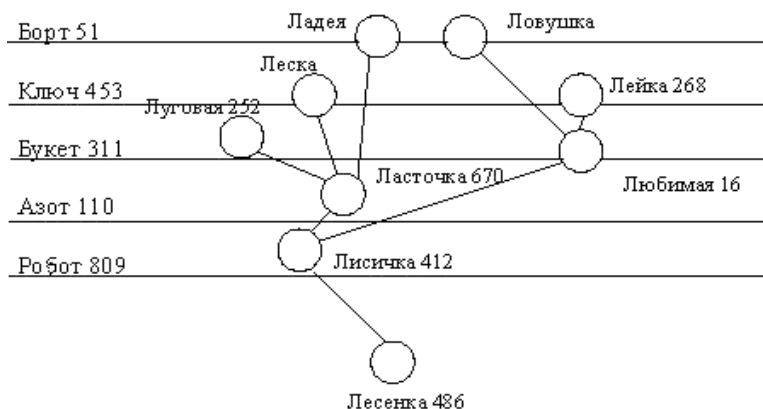 Ладея
Ловушка
Борт 51
Леска
Ключ 453
Лейка 268
Луговая 252
Букет 311
Ласточка 670
Любимая 16
Азот 110
Лисичка 412
Робот 809
Лесенка 486